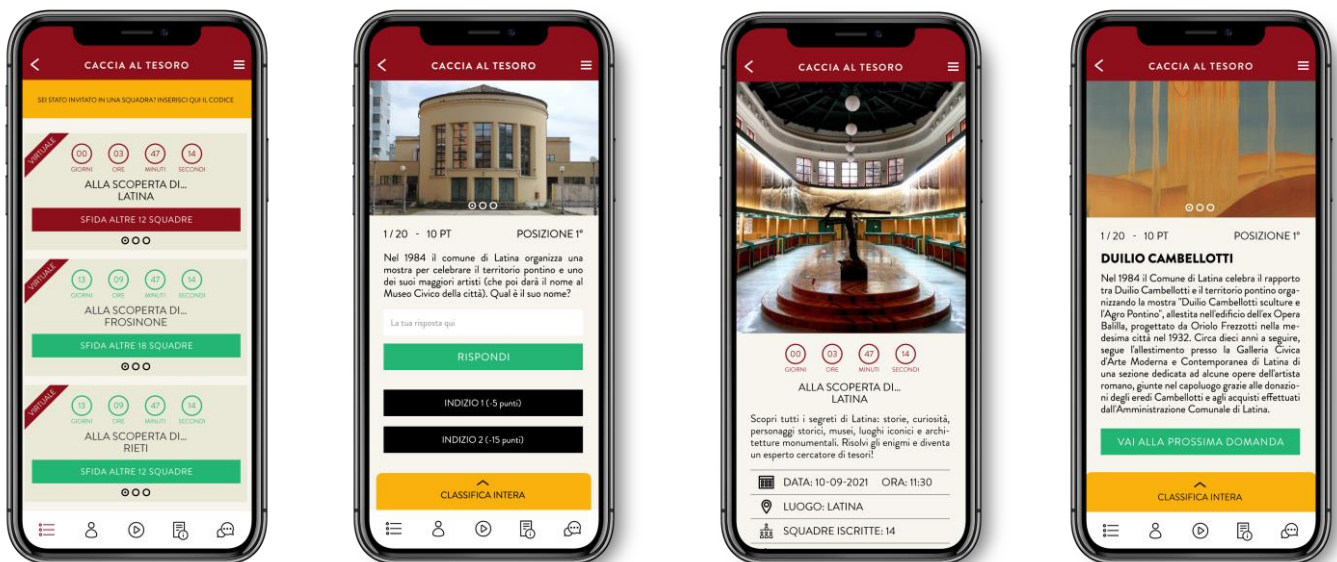 CACCIA AL TESORO
SEI STATO INVITATO IN UNA SQUADRA? INSERISCI QUI IL CODICE
VIRTUALE
00 03 47 14
GIORNI ORE MINUTI SECONDI
ALLA SCOPERTA DI...
LATINA
SFIDA ALTRE 12 SQUADRE
VIRTUALE
13 09 47 14
GIORNI ORE MINUTI SECONDI
ALLA SCOPERTA DI...
FROSINONE
SFIDA ALTRE 18 SQUADRE
VIRTUALE
13 09 47 14
GIORNI ORE MINUTI SECONDI
ALLA SCOPERTA DI...
RIETI
SFIDA ALTRE 12 SQUADRE
CACCIA AL TESORO
1/20 - 10 PT POSIZIONE 1°
Nel 1984 il comune di Latina organizza una
mostra per celebrare il territorio pontino e uno
dei suoi maggiori artisti (che poi darà il nome al
Museo Civico della città). Qual è il suo nome?
La tua risposta qui
RISPONDI
INDIZIO 1 (-5 punti)
INDIZIO 2 (-15 punti)
CLASSIFICA INTERA
CACCIA AL TESORO
00 03 47 14
GIORNI ORE MINUTI SECONDI
ALLA SCOPERTA DI...
LATINA
Scopri tutti i segreti di Latina: storie, curiosità,
personaggi storici, musei, luoghi iconici e archi-
tetture monumentali. Risolvi gli enigmi e diventa
un esperto cercatore di tesori!
DATA: 10-09-2021 ORA: 11:30
LUOGO: LATINA
SQUADRE ISCRITTE: 14
CACCIA AL TESORO
1/20 - 10 PT POSIZIONE 1°
DUILIO CAMBELLOTTI
Nel 1984 il Comune di Latina celebra il rapporto
tra Duilio Cambellotti e il territorio pontino orga-
nizzando la mostra "Duilio Cambellotti sculture e
l'Agro Pontino", allestita nell'edificio dell'ex Opera
Balilla, progettato da Oriolo Frezzotti nella me-
desima città nel 1932. Circa dieci anni a seguire,
segue l'allestimento presso la Galleria Civica
d'Arte Moderna e Contemporanea di Latina di
una sezione dedicata ad alcune opere dell'artista
romano, giunte nel capoluogo grazie alle donazio-
ni degli eredi Cambellotti e agli acquisti effettuati
dall'Amministrazione Comunale di Latina.
VAI ALLA PROSSIMA DOMANDA
CLASSIFICA INTERA